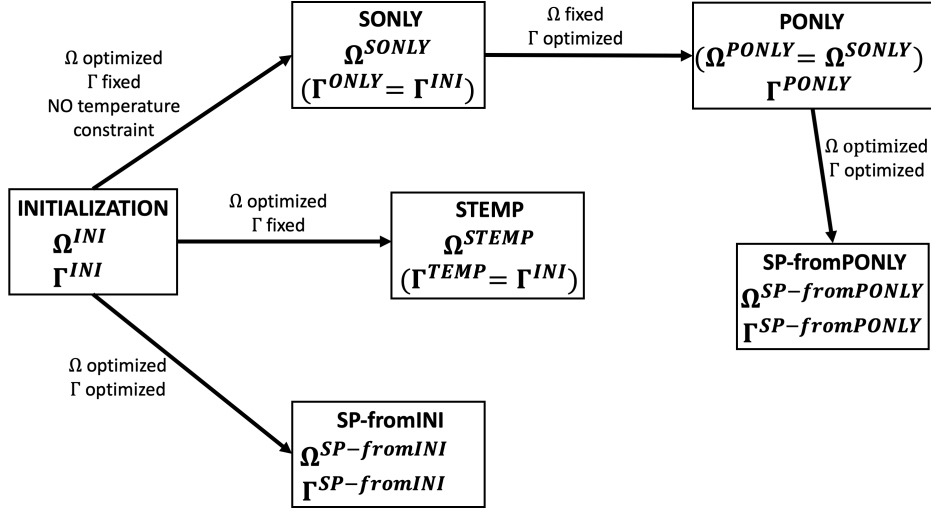 SONLY
Ω^SONLY
(Γ^ONLY = Γ^INI)
Ω fixed
Γ optimized
PONLY
(Ω^PONLY = Ω^SONLY)
Γ^PONLY
Ω optimized
Γ fixed
NO temperature
constraint
Ω optimized
Γ optimized
INITIALIZATION
Ω^INI
Γ^INI
Ω optimized
Γ fixed
STEMP
Ω^STEMP
(Γ^TEMP = Γ^INI)
SP-fromPONLY
Ω^SP−fromPONLY
Γ^SP−fromPONLY
Ω optimized
Γ optimized
SP-fromINI
Ω^SP−fromINI
Γ^SP−fromINI